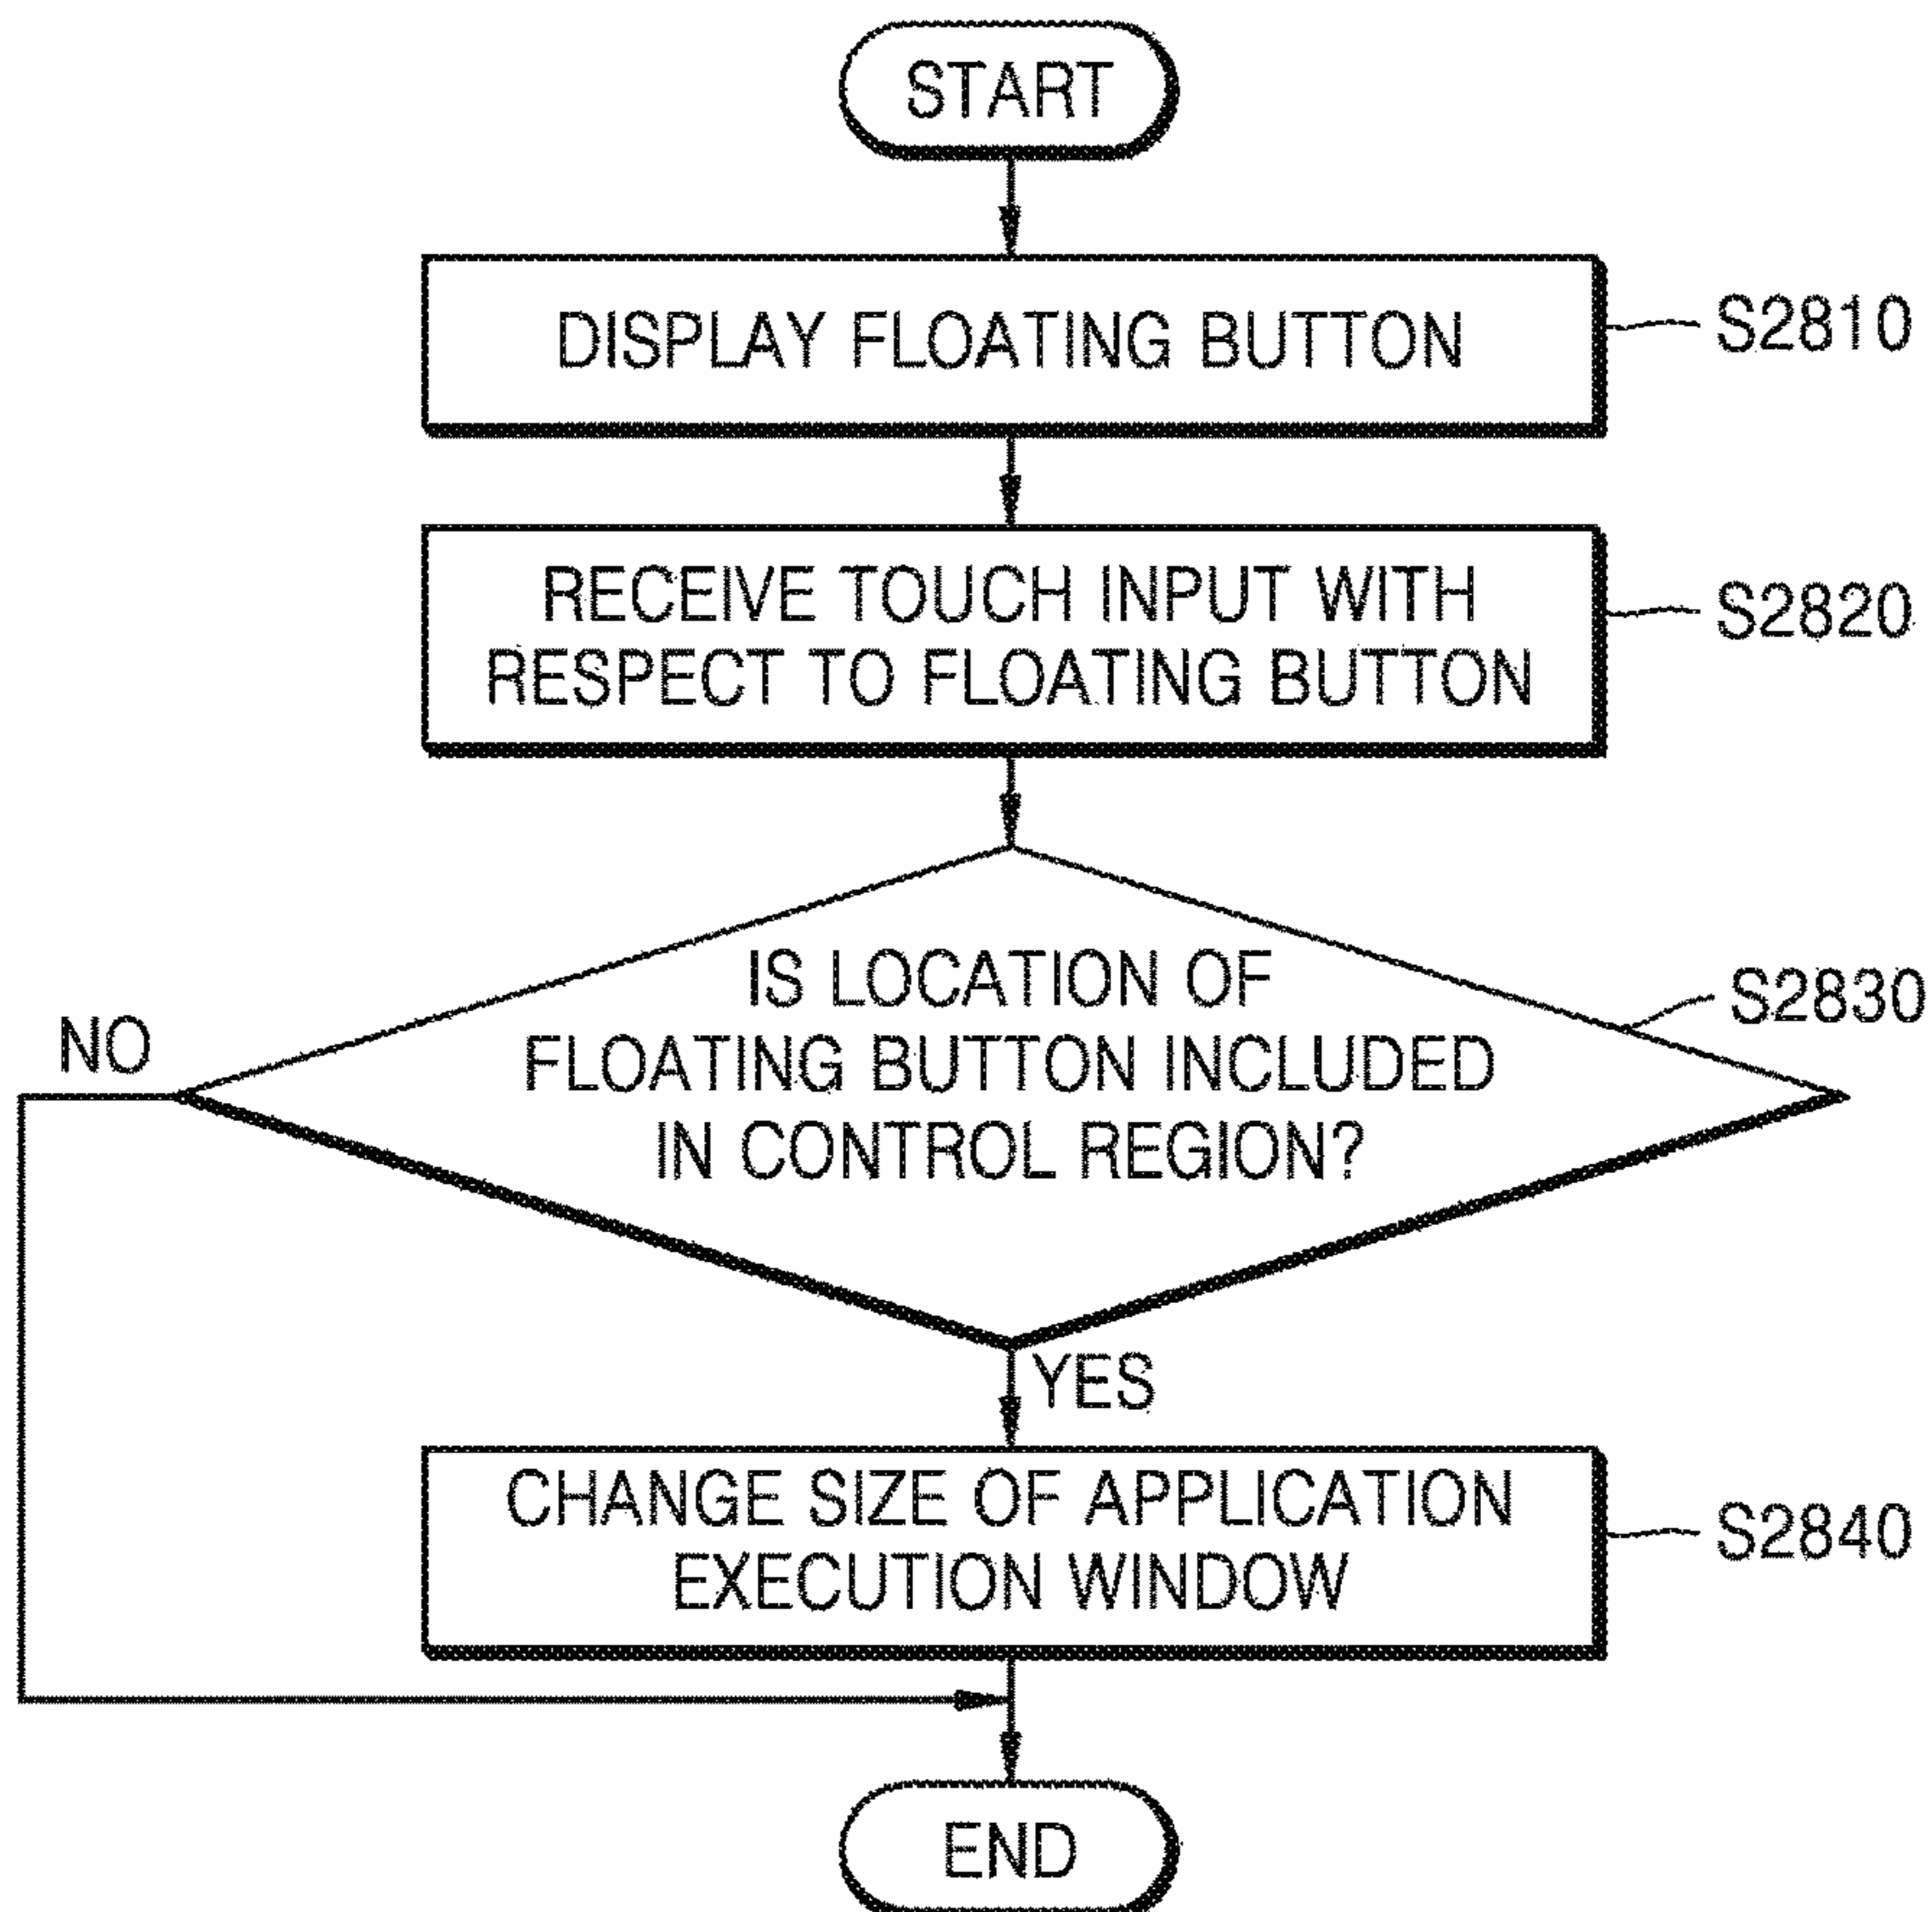 START
DISPLAY FLOATING BUTTON
S2810
RECEIVE TOUCH INPUT WITH
RESPECT TO FLOATING BUTTON
S2820
IS LOCATION OF
FLOATING BUTTON INCLUDED
IN CONTROL REGION?
S2830
NO
YES
CHANGE SIZE OF APPLICATION
EXECUTION WINDOW
S2840
END